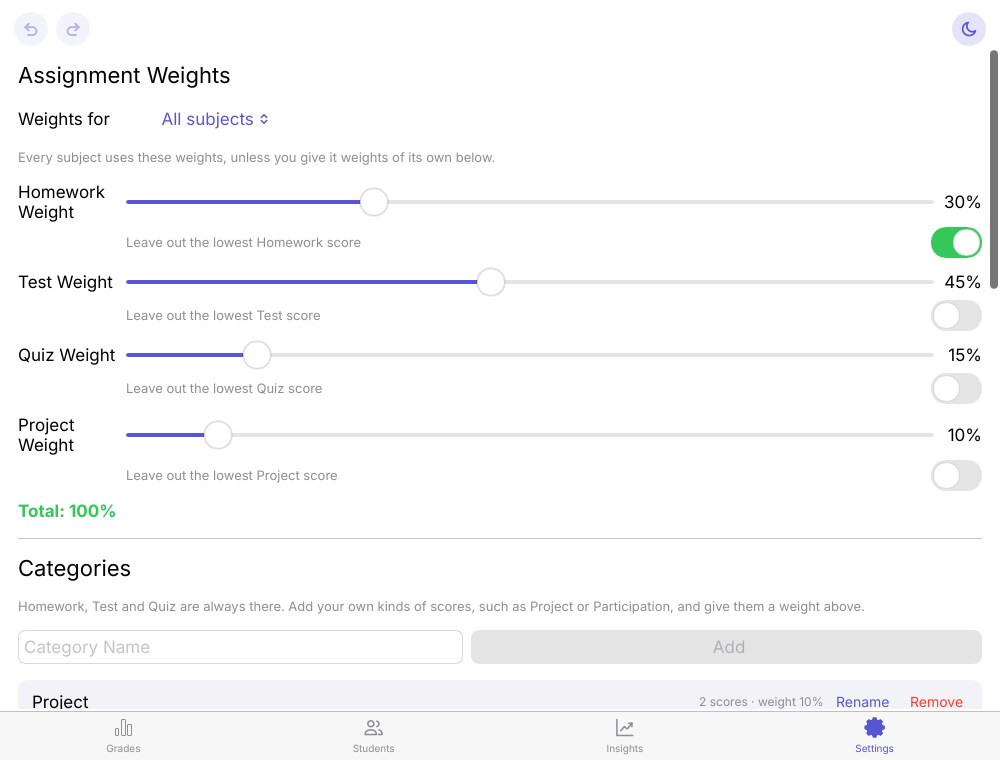 Assignment Weights
Weights for All subjects
Every subject uses these weights, unless you give it weights of its own below.
Homework
Weight
30%
Leave out the lowest Homework score
Test Weight 45%
Leave out the lowest Test score
Quiz Weight 15%
Leave out the lowest Quiz score
Project
Weight
10%
Leave out the lowest Project score
Total: 100%
Categories
Homework, Test and Quiz are always there. Add your own kinds of scores, such as Project or Participation, and give them a weight above.
Category Name Add
Project 2 scores · weight 10% Rename Remove
Grades Students Insights Settings